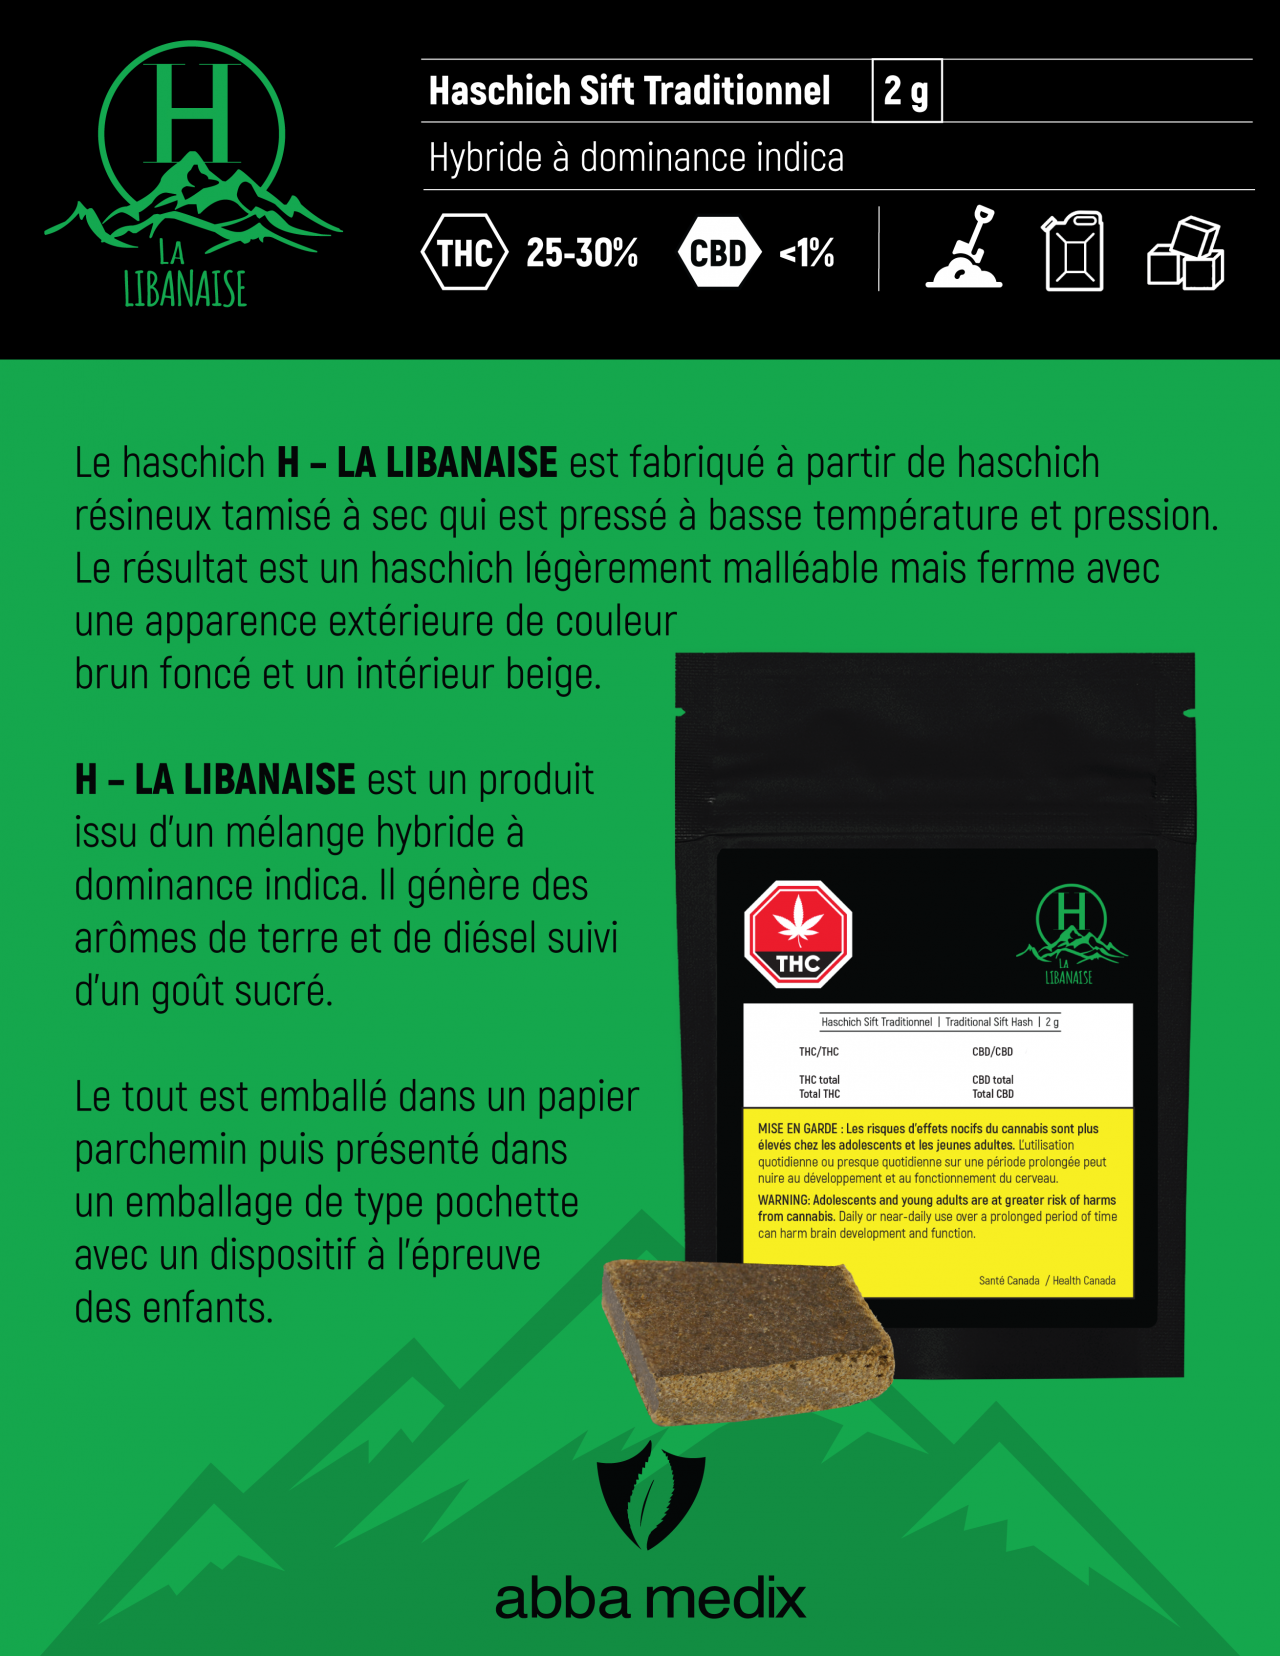 H
LA
LIBANAISE
Haschich Sift Traditionnel 2 g
Hybride à dominance indica
THC 25-30% CBD <1%
Le haschich H – LA LIBANAISE est fabriqué à partir de haschich
résineux tamisé à sec qui est pressé à basse température et pression.
Le résultat est un haschich légèrement malléable mais ferme avec
une apparence extérieure de couleur
brun foncé et un intérieur beige.
H – LA LIBANAISE est un produit
issu d'un mélange hybride à
dominance indica. Il génère des
arômes de terre et de diésel suivi
d'un goût sucré.
Le tout est emballé dans un papier
parchemin puis présenté dans
un emballage de type pochette
avec un dispositif à l'épreuve
des enfants.
THC
H
LA
LIBANAISE
Haschich Sift Traditionnel | Traditional Sift Hash | 2 g
THC/THC CBD/CBD
THC total CBD total
Total THC Total CBD
MISE EN GARDE : Les risques d'effets nocifs du cannabis sont plus
élevés chez les adolescents et les jeunes adultes. L'utilisation
quotidienne ou presque quotidienne sur une période prolongée peut
nuire au développement et au fonctionnement du cerveau.
WARNING: Adolescents and young adults are at greater risk of harms
from cannabis. Daily or near-daily use over a prolonged period of time
can harm brain development and function.
Santé Canada / Health Canada
abba medix